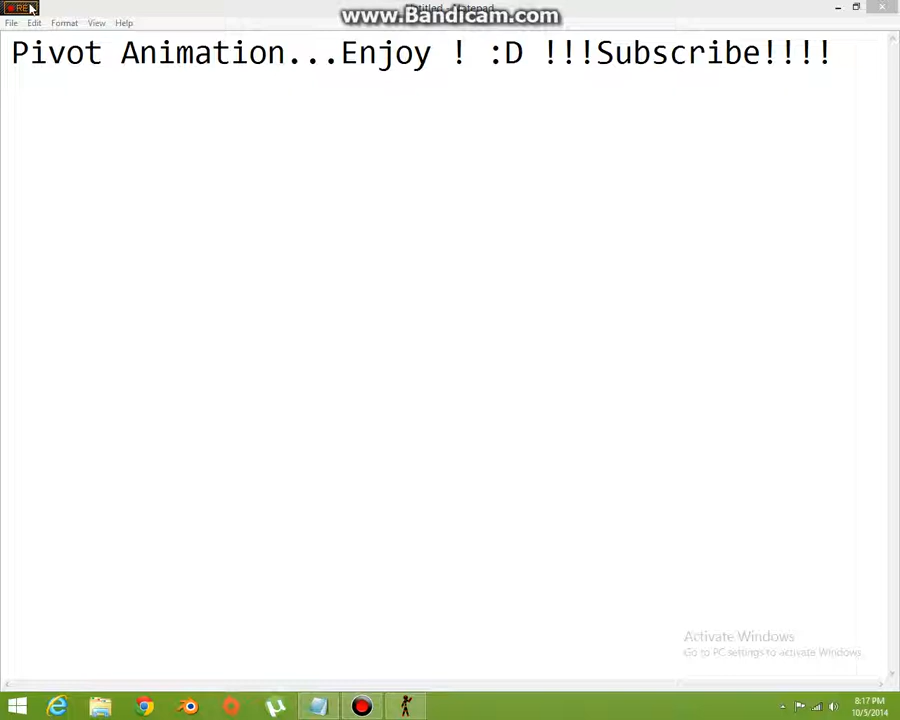 REC
www.Bandicam.com
File Edit Format View Help
Pivot Animation...Enjoy ! :D !!!Subscribe!!!!
Activate Windows
Go to PC settings to activate Windows.
8:17 PM
10/5/2014